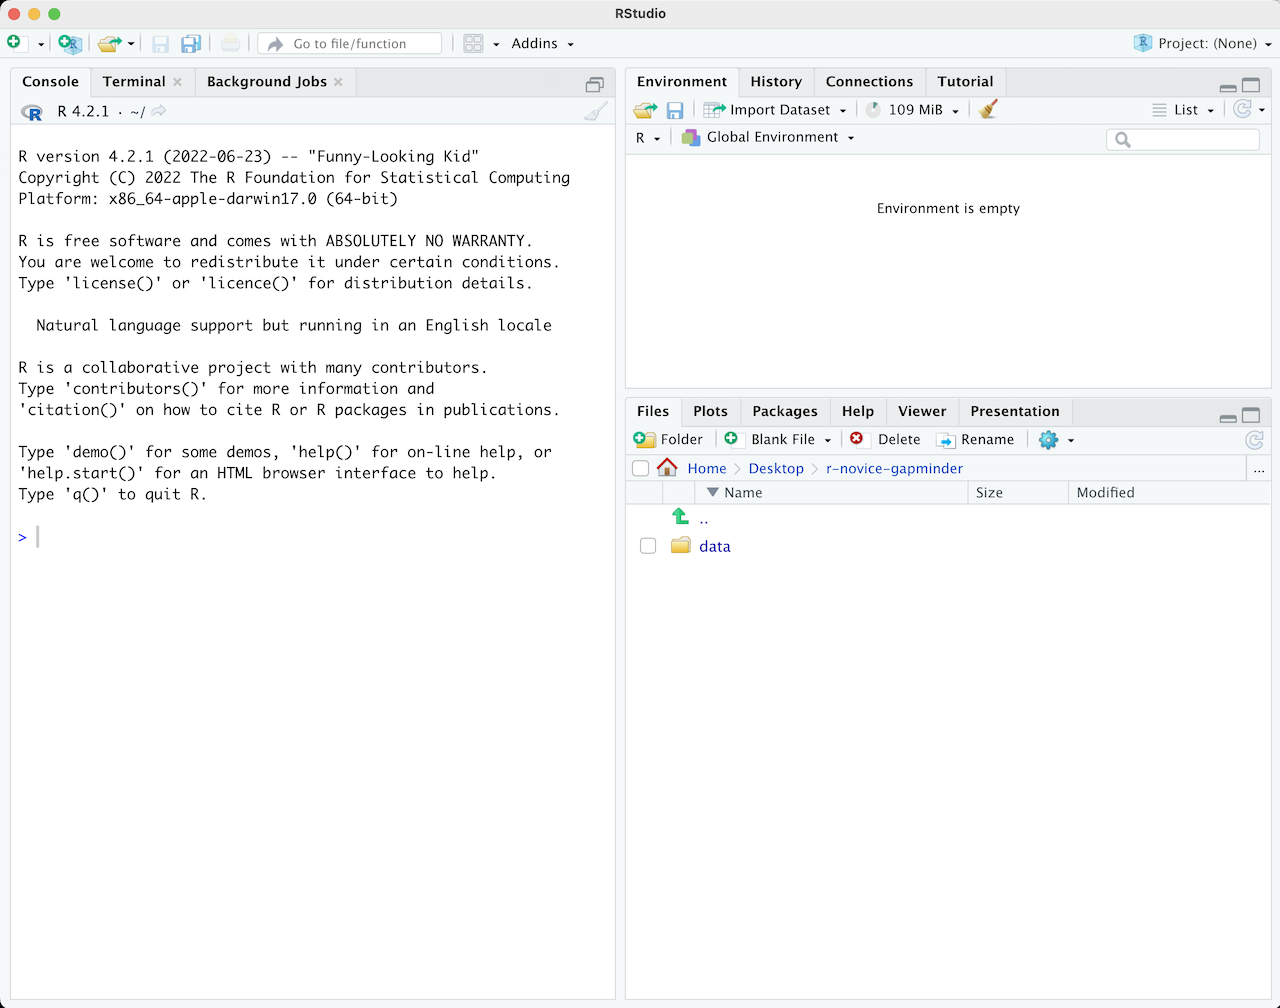 RStudio
Go to file/function
Addins
R Project: (None)
Console Terminal Background Jobs
R R 4.2.1 · ~/
R version 4.2.1 (2022-06-23) -- "Funny-Looking Kid"
Copyright (C) 2022 The R Foundation for Statistical Computing
Platform: x86_64-apple-darwin17.0 (64-bit)
R is free software and comes with ABSOLUTELY NO WARRANTY.
You are welcome to redistribute it under certain conditions.
Type 'license()' or 'licence()' for distribution details.
Natural language support but running in an English locale
R is a collaborative project with many contributors.
Type 'contributors()' for more information and
'citation()' on how to cite R or R packages in publications.
Type 'demo()' for some demos, 'help()' for on-line help, or
'help.start()' for an HTML browser interface to help.
Type 'q()' to quit R.
>
Environment History Connections Tutorial
Import Dataset 109 MiB List
R Global Environment
Environment is empty
Files Plots Packages Help Viewer Presentation
Folder Blank File Delete Rename
Home Desktop r-novice-gapminder ...
Name Size Modified
..
data